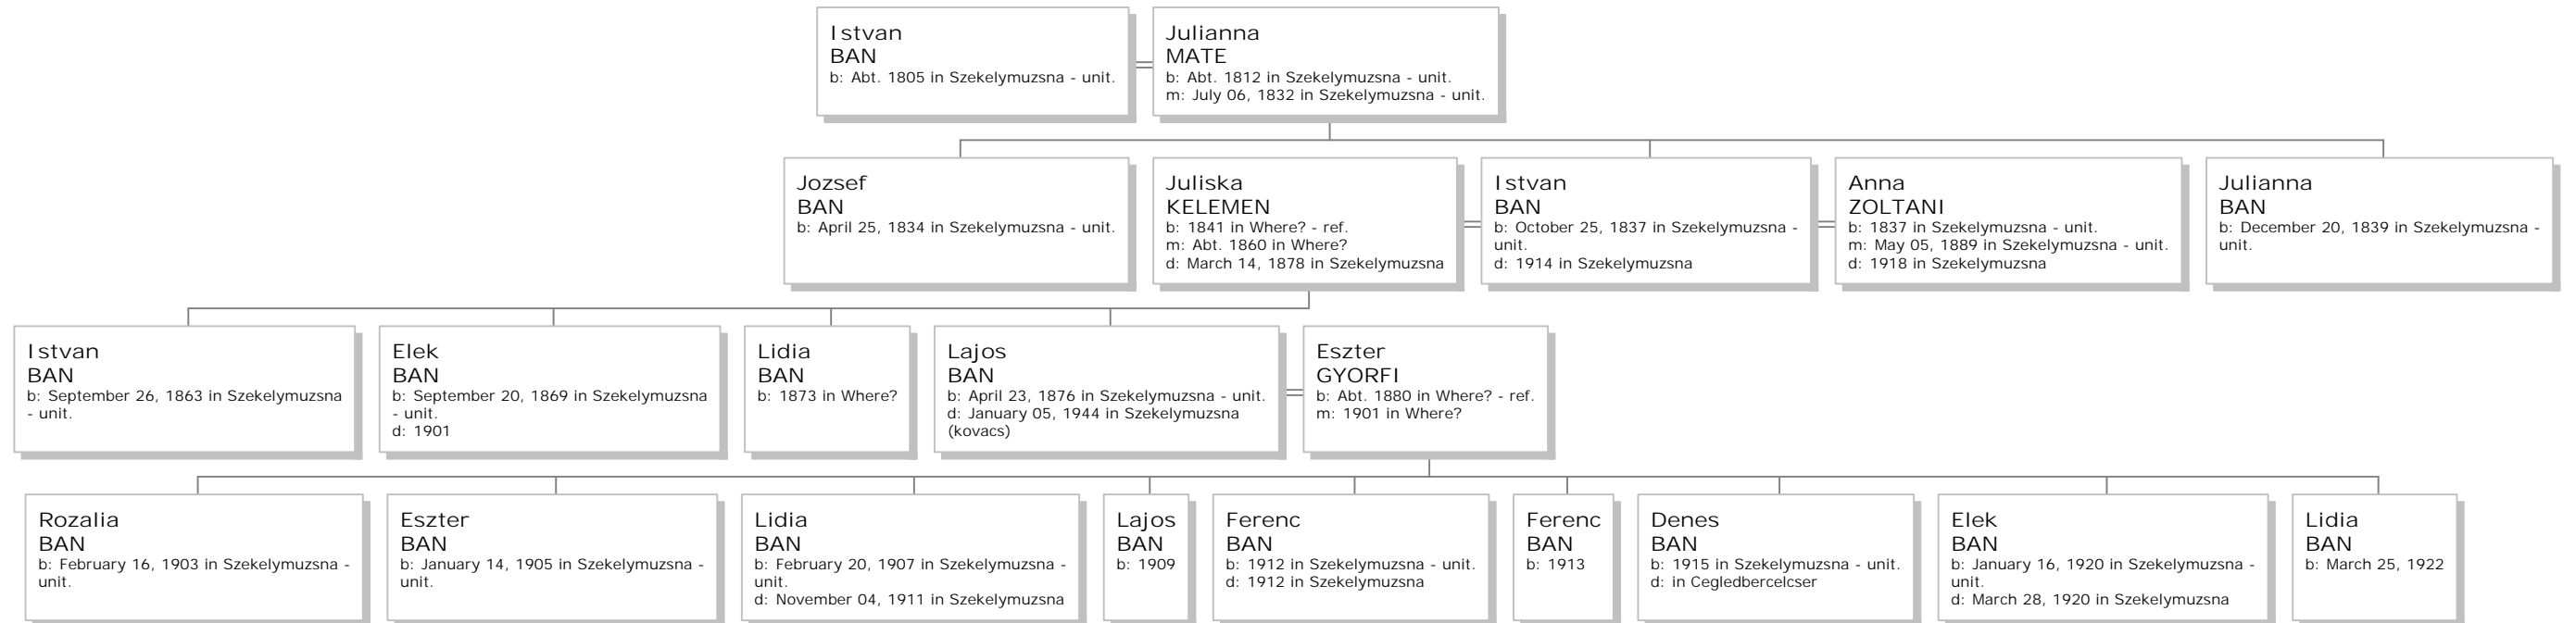 Istvan
BAN
b: Abt. 1805 in Szekelymuzsna - unit.
Julianna
MATE
b: Abt. 1812 in Szekelymuzsna - unit.
m: July 06, 1832 in Szekelymuzsna - unit.
Jozsef
BAN
b: April 25, 1834 in Szekelymuzsna - unit.
Juliska
KELEMEN
b: 1841 in Where? - ref.
m: Abt. 1860 in Where?
d: March 14, 1878 in Szekelymuzsna
Istvan
BAN
b: October 25, 1837 in Szekelymuzsna -
unit.
d: 1914 in Szekelymuzsna
Anna
ZOLTANI
b: 1837 in Szekelymuzsna - unit.
m: May 05, 1889 in Szekelymuzsna - unit.
d: 1918 in Szekelymuzsna
Julianna
BAN
b: December 20, 1839 in Szekelymuzsna -
unit.
Istvan
BAN
b: September 26, 1863 in Szekelymuzsna
- unit.
Elek
BAN
b: September 20, 1869 in Szekelymuzsna
- unit.
d: 1901
Lidia
BAN
b: 1873 in Where?
Lajos
BAN
b: April 23, 1876 in Szekelymuzsna - unit.
d: January 05, 1944 in Szekelymuzsna
(kovacs)
Eszter
GYORFI
b: Abt. 1880 in Where? - ref.
m: 1901 in Where?
Rozalia
BAN
b: February 16, 1903 in Szekelymuzsna -
unit.
Eszter
BAN
b: January 14, 1905 in Szekelymuzsna -
unit.
Lidia
BAN
b: February 20, 1907 in Szekelymuzsna -
unit.
d: November 04, 1911 in Szekelymuzsna
Lajos
BAN
b: 1909
Ferenc
BAN
b: 1912 in Szekelymuzsna - unit.
d: 1912 in Szekelymuzsna
Ferenc
BAN
b: 1913
Denes
BAN
b: 1915 in Szekelymuzsna - unit.
d: in Cegledbercelcser
Elek
BAN
b: January 16, 1920 in Szekelymuzsna -
unit.
d: March 28, 1920 in Szekelymuzsna
Lidia
BAN
b: March 25, 1922